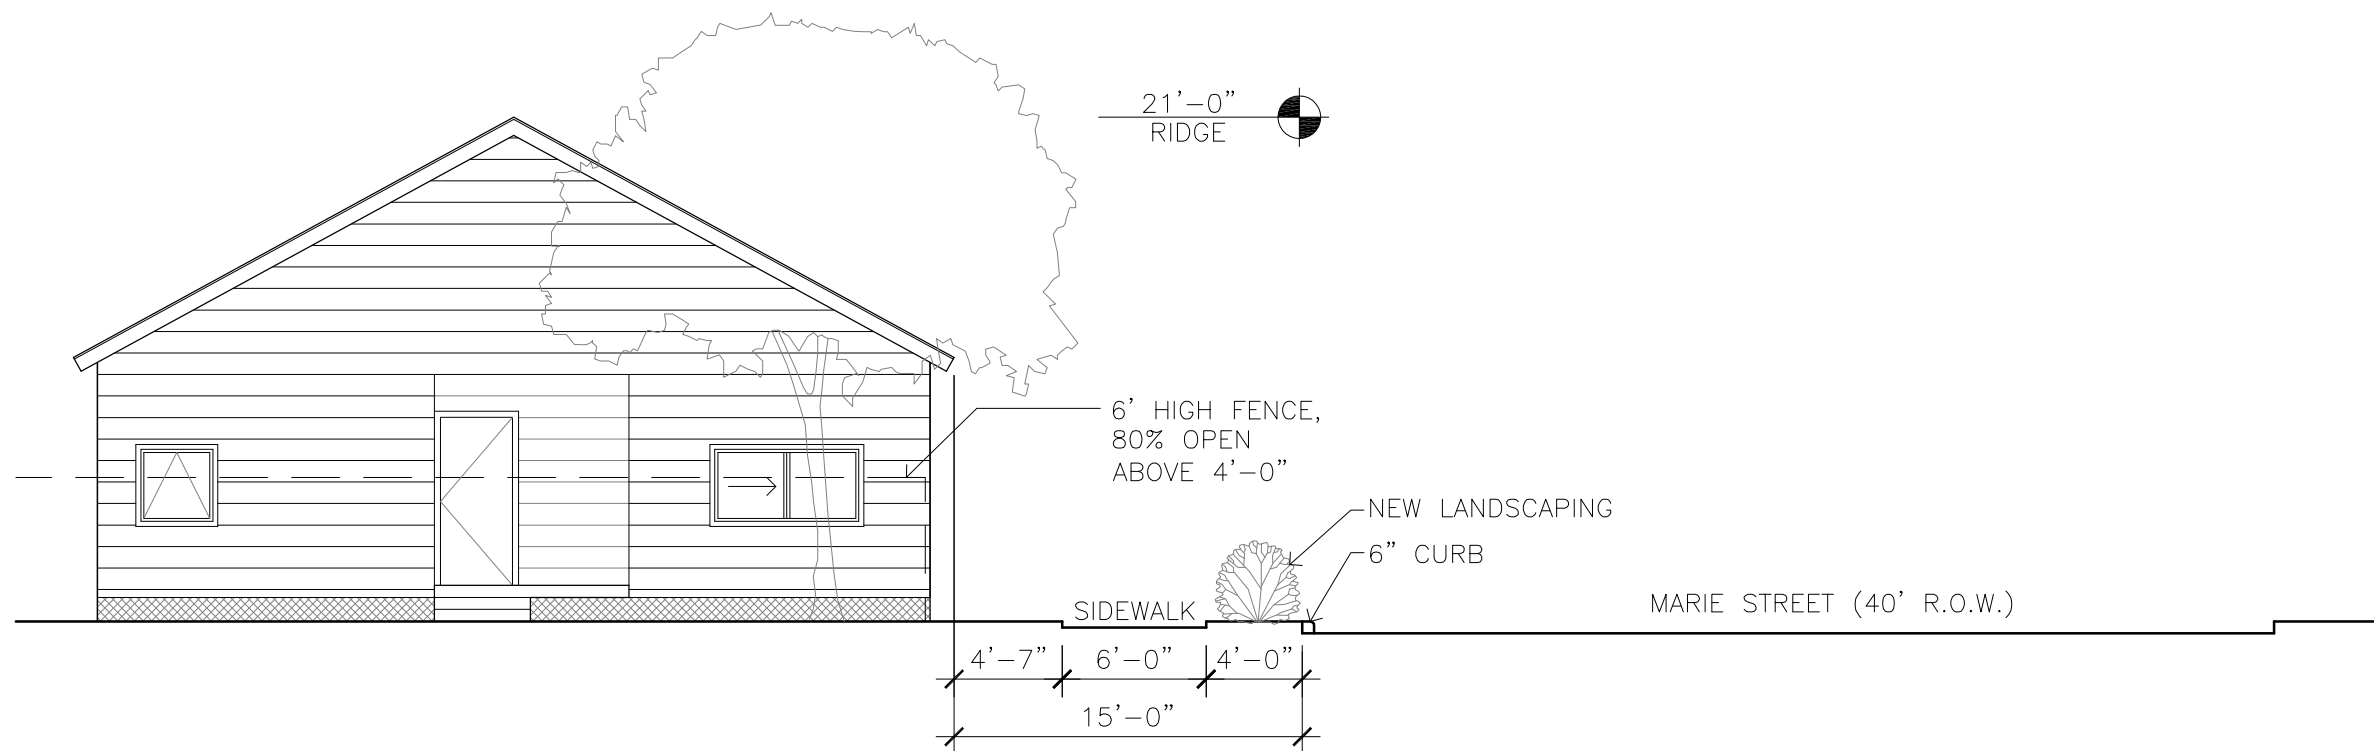 21'-0"
RIDGE
6' HIGH FENCE,
80% OPEN
ABOVE 4'-0"
NEW LANDSCAPING
6" CURB
SIDEWALK
MARIE STREET (40' R.O.W.)
4'-7" 6'-0" 4'-0"
15'-0"